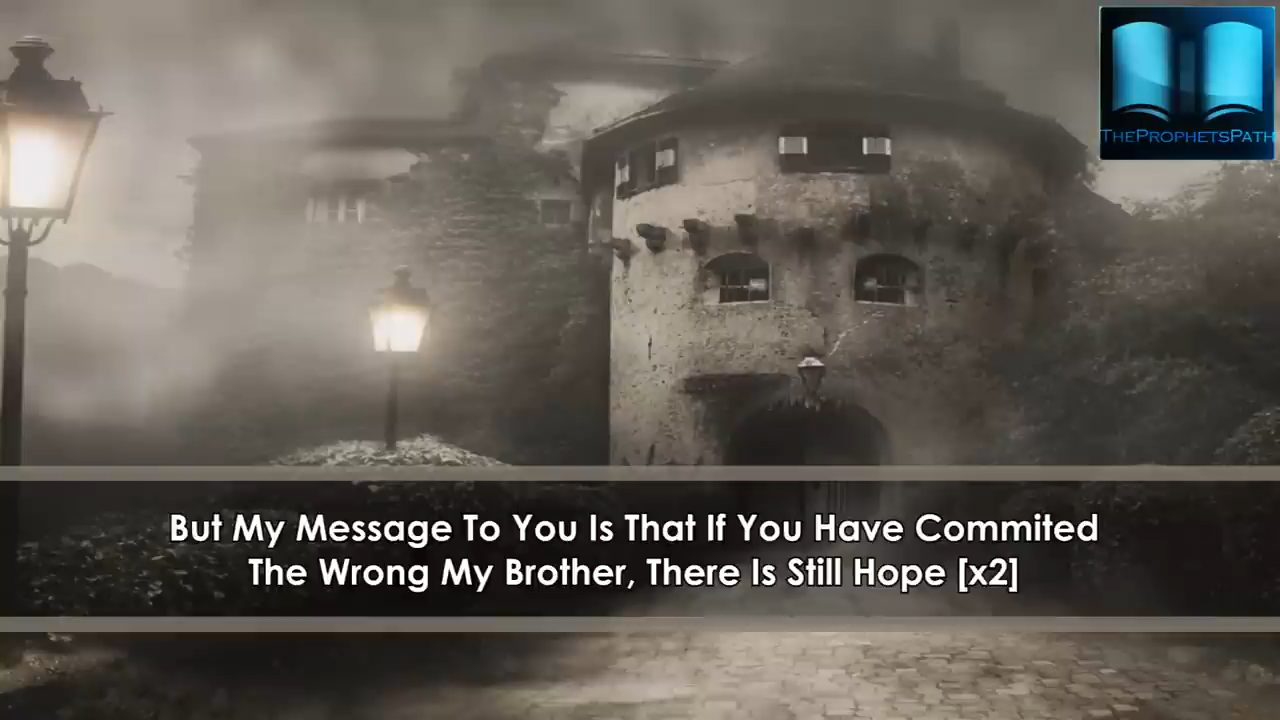 TheProphetsPath
But My Message To You Is That If You Have Commited
The Wrong My Brother, There Is Still Hope [x2]